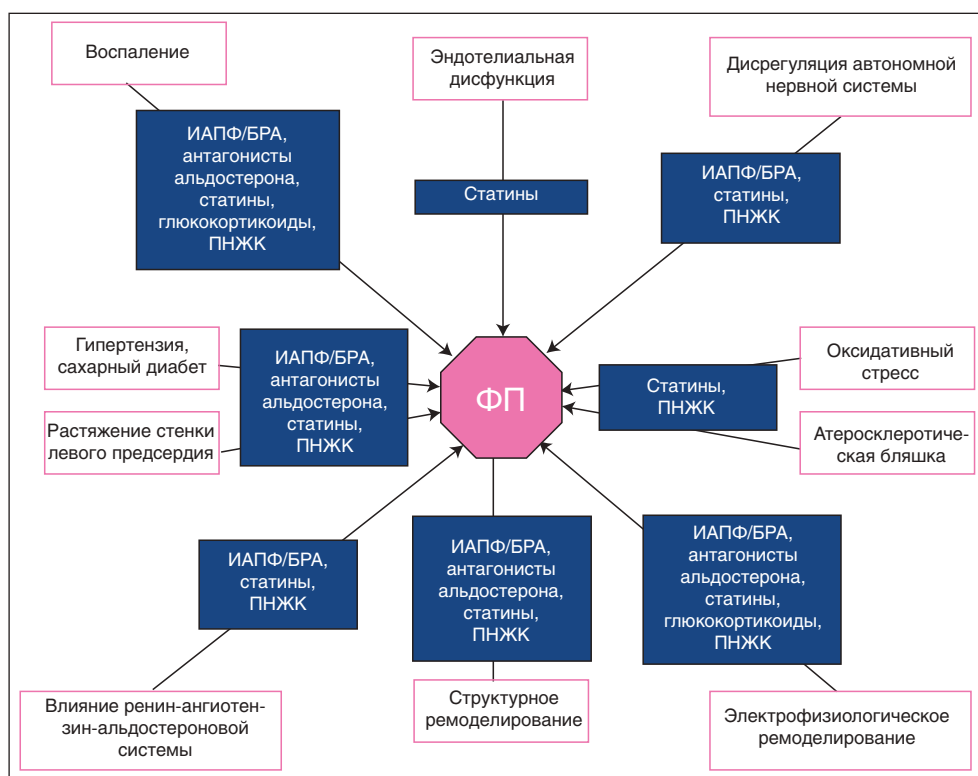 Воспаление
Эндотелиальная
дисфункция
Дисрегуляция автономной
нервной системы
ИАПФ/БРА,
антагонисты
альдостерона,
статины,
глюкокортикоиды,
ПНЖК
Статины
ИАПФ/БРА,
статины,
ПНЖК
Гипертензия,
сахарный диабет
Растяжение стенки
левого предсердия
ИАПФ/БРА,
антагонисты
альдостерона,
статины,
ПНЖК
ФП
Статины,
ПНЖК
Оксидативный
стресс
Атеросклеротиче-
ская бляшка
ИАПФ/БРА,
статины,
ПНЖК
ИАПФ/БРА,
антагонисты
альдостерона,
статины,
ПНЖК
ИАПФ/БРА,
антагонисты
альдостерона,
статины,
глюкокортикоиды,
ПНЖК
Влияние ренин-ангиотен-
зин-альдостероновой
системы
Структурное
ремоделирование
Электрофизиологическое
ремоделирование